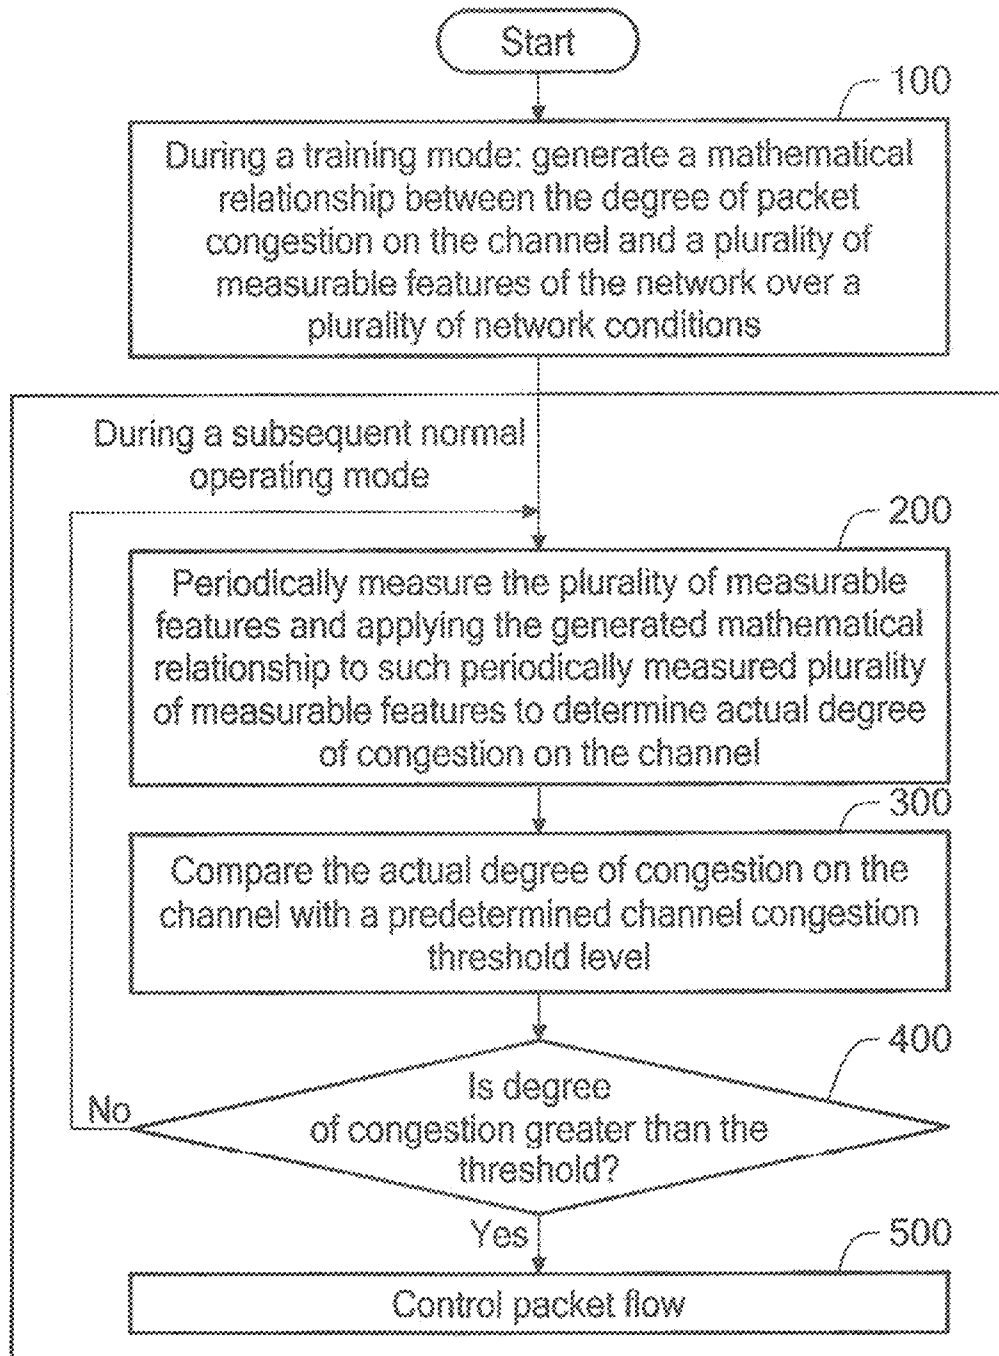 Start
100
During a training mode: generate a mathematical
relationship between the degree of packet
congestion on the channel and a plurality of
measurable features of the network over a
plurality of network conditions
During a subsequent normal
operating mode
200
Periodically measure the plurality of measurable
features and applying the generated mathematical
relationship to such periodically measured plurality
of measurable features to determine actual degree
of congestion on the channel
300
Compare the actual degree of congestion on the
channel with a predetermined channel congestion
threshold level
400
Is degree
of congestion greater than the
threshold?
No
Yes
500
Control packet flow